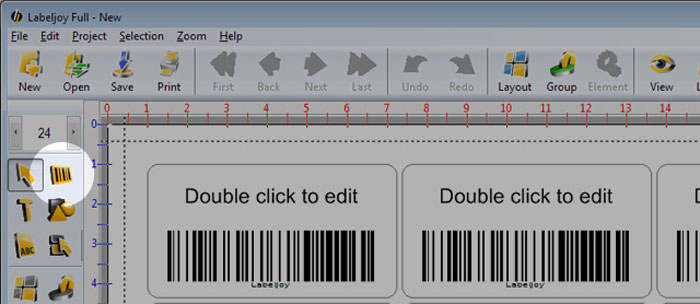 Labeljoy Full - New
File Edit Project Selection Zoom Help
New Open Save Print First Back Next Last Undo Redo Layout Group Element View
0 1 2 3 4 5 6 7 8 9 10 11 12 13 14
24
0
1
2
3
4
T
ABC
Double click to edit Double click to edit
Labeljoy Labeljoy